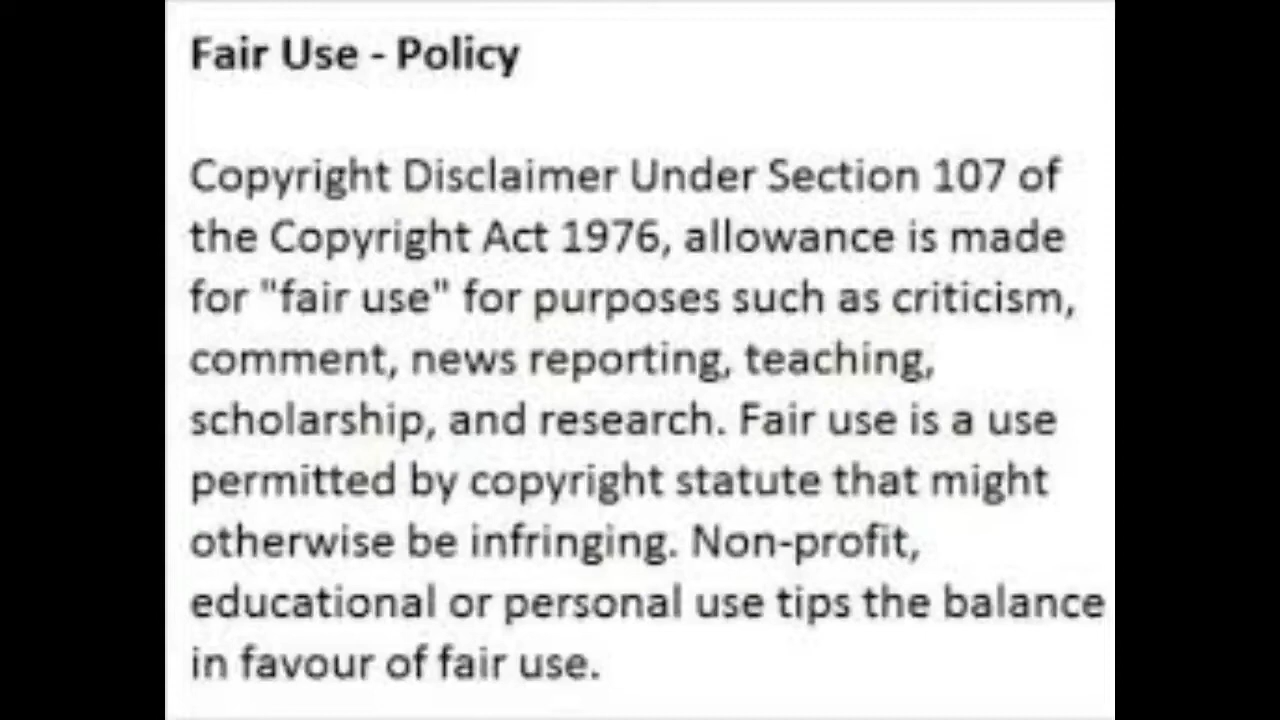 Fair Use - Policy
Copyright Disclaimer Under Section 107 of
the Copyright Act 1976, allowance is made
for "fair use" for purposes such as criticism,
comment, news reporting, teaching,
scholarship, and research. Fair use is a use
permitted by copyright statute that might
otherwise be infringing. Non-profit,
educational or personal use tips the balance
in favour of fair use.